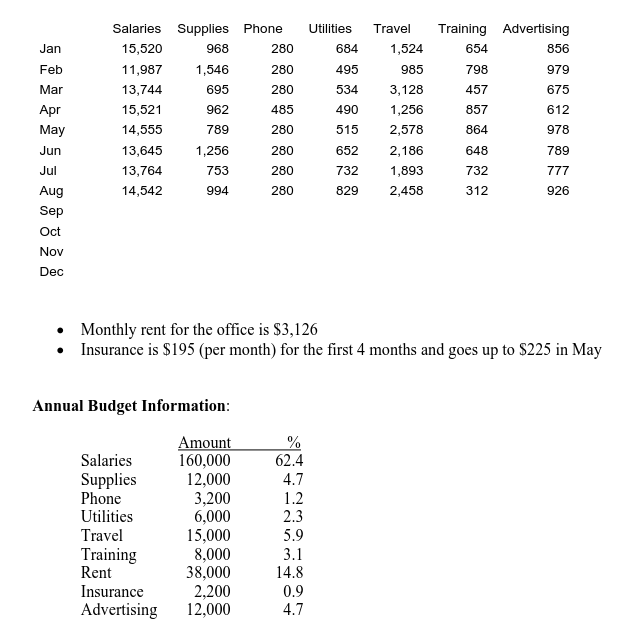 Salaries Supplies Phone Utilities Travel Training Advertising
Jan 15,520 968 280 684 1,524 654 856
Feb 11,987 1,546 280 495 985 798 979
Mar 13,744 695 280 534 3,128 457 675
Apr 15,521 962 485 490 1,256 857 612
May 14,555 789 280 515 2,578 864 978
Jun 13,645 1,256 280 652 2,186 648 789
Jul 13,764 753 280 732 1,893 732 777
Aug 14,542 994 280 829 2,458 312 926
Sep
Oct
Nov
Dec
• Monthly rent for the office is $3,126
• Insurance is $195 (per month) for the first 4 months and goes up to $225 in May
Annual Budget Information:
Amount %
Salaries 160,000 62.4
Supplies 12,000 4.7
Phone 3,200 1.2
Utilities 6,000 2.3
Travel 15,000 5.9
Training 8,000 3.1
Rent 38,000 14.8
Insurance 2,200 0.9
Advertising 12,000 4.7